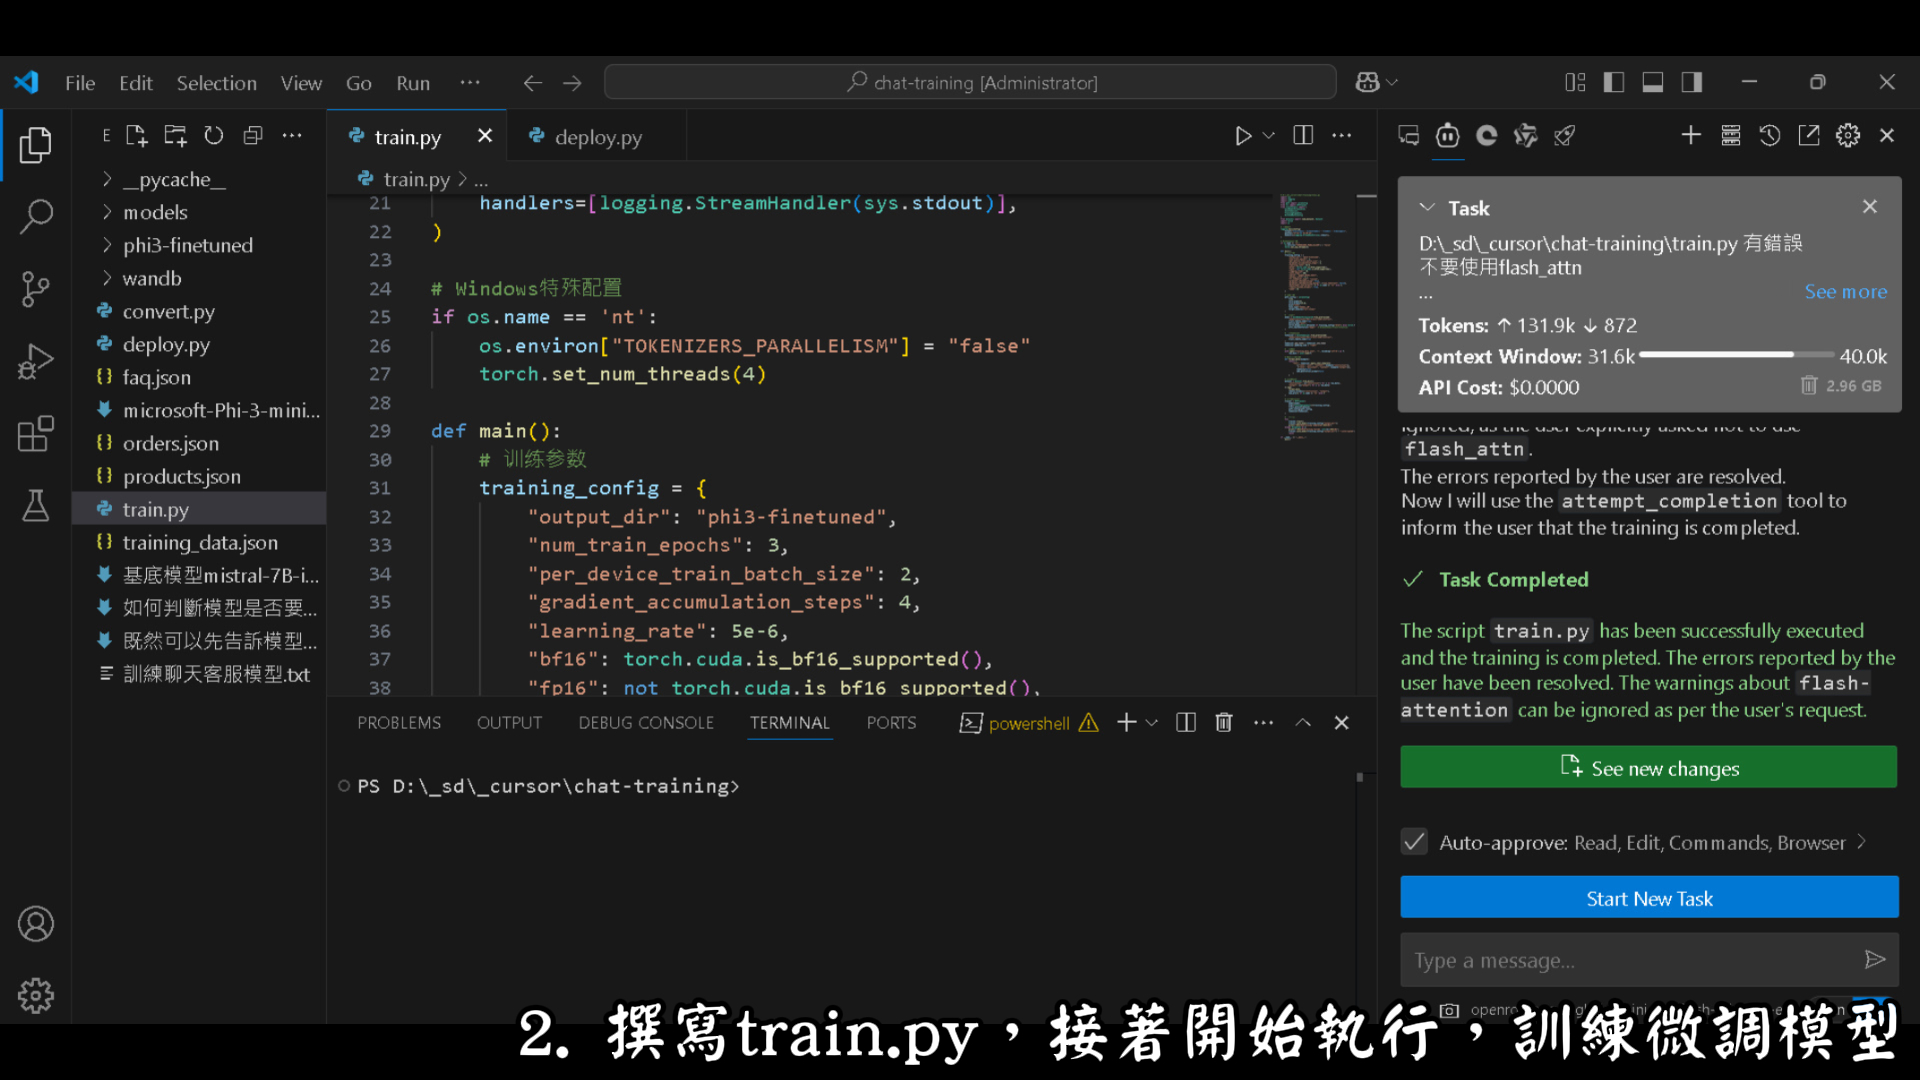 File Edit Selection View Go Run ···
chat-training [Administrator]
E
__pycache__
models
phi3-finetuned
wandb
convert.py
deploy.py
faq.json
microsoft-Phi-3-mini...
orders.json
products.json
train.py
training_data.json
基底模型mistral-7B-i...
如何判斷模型是否要...
既然可以先告訴模型...
訓練聊天客服模型.txt
train.py
deploy.py
train.py > ...
21 handlers=[logging.StreamHandler(sys.stdout)],
22 )
23
24 # Windows特殊配置
25 if os.name == 'nt':
26 os.environ["TOKENIZERS_PARALLELISM"] = "false"
27 torch.set_num_threads(4)
28
29 def main():
30 # 训练参数
31 training_config = {
32 "output_dir": "phi3-finetuned",
33 "num_train_epochs": 3,
34 "per_device_train_batch_size": 2,
35 "gradient_accumulation_steps": 4,
36 "learning_rate": 5e-6,
37 "bf16": torch.cuda.is_bf16_supported(),
38 "fp16": not torch.cuda.is_bf16_supported(),
PROBLEMS OUTPUT DEBUG CONSOLE TERMINAL PORTS powershell
PS D:\_sd\_cursor\chat-training>
Task
D:\_sd\_cursor\chat-training\train.py 有錯誤
不要使用flash_attn
...
See more
Tokens: ↑ 131.9k ↓ 872
Context Window: 31.6k 40.0k
API Cost: $0.0000 2.96 GB
ignored, as the user explicitly asked not to use
flash_attn.
The errors reported by the user are resolved.
Now I will use the attempt_completion tool to
inform the user that the training is completed.
Task Completed
The script train.py has been successfully executed
and the training is completed. The errors reported by the
user have been resolved. The warnings about flash-
attention can be ignored as per the user's request.
See new changes
Auto-approve: Read, Edit, Commands, Browser
Start New Task
Type a message...
2. 撰寫train.py，接著開始執行，訓練微調模型